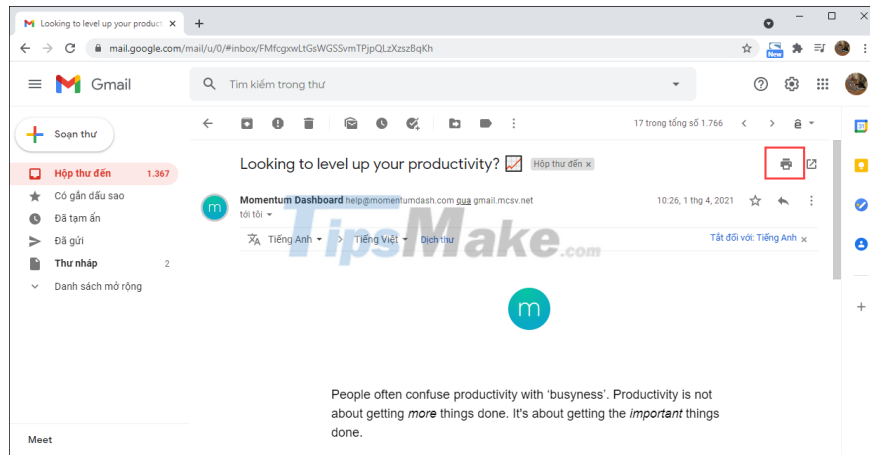 Looking to level up your product
mail.google.com/mail/u/0/#inbox/FMfcgxwLtGsWGSSvmTPjpQLzXzszBqKh
New
Gmail
Tìm kiếm trong thư
Soạn thư
17 trong tổng số 1.766
31
Hộp thư đến 1.367
Có gắn dấu sao
Đã tạm ẩn
Đã gửi
Thư nháp 2
Danh sách mở rộng
Meet
Looking to level up your productivity? Hộp thư đến x
m
Momentum Dashboard help@momentumdash.com qua gmail.mcsv.net
10:26, 1 thg 4, 2021
tới tôi
Tiếng Anh > Tiếng Việt Dịch thư
Tắt đối với: Tiếng Anh x
TipsMake.com
m
People often confuse productivity with ‘busyness’. Productivity is not
about getting more things done. It's about getting the important things
done.